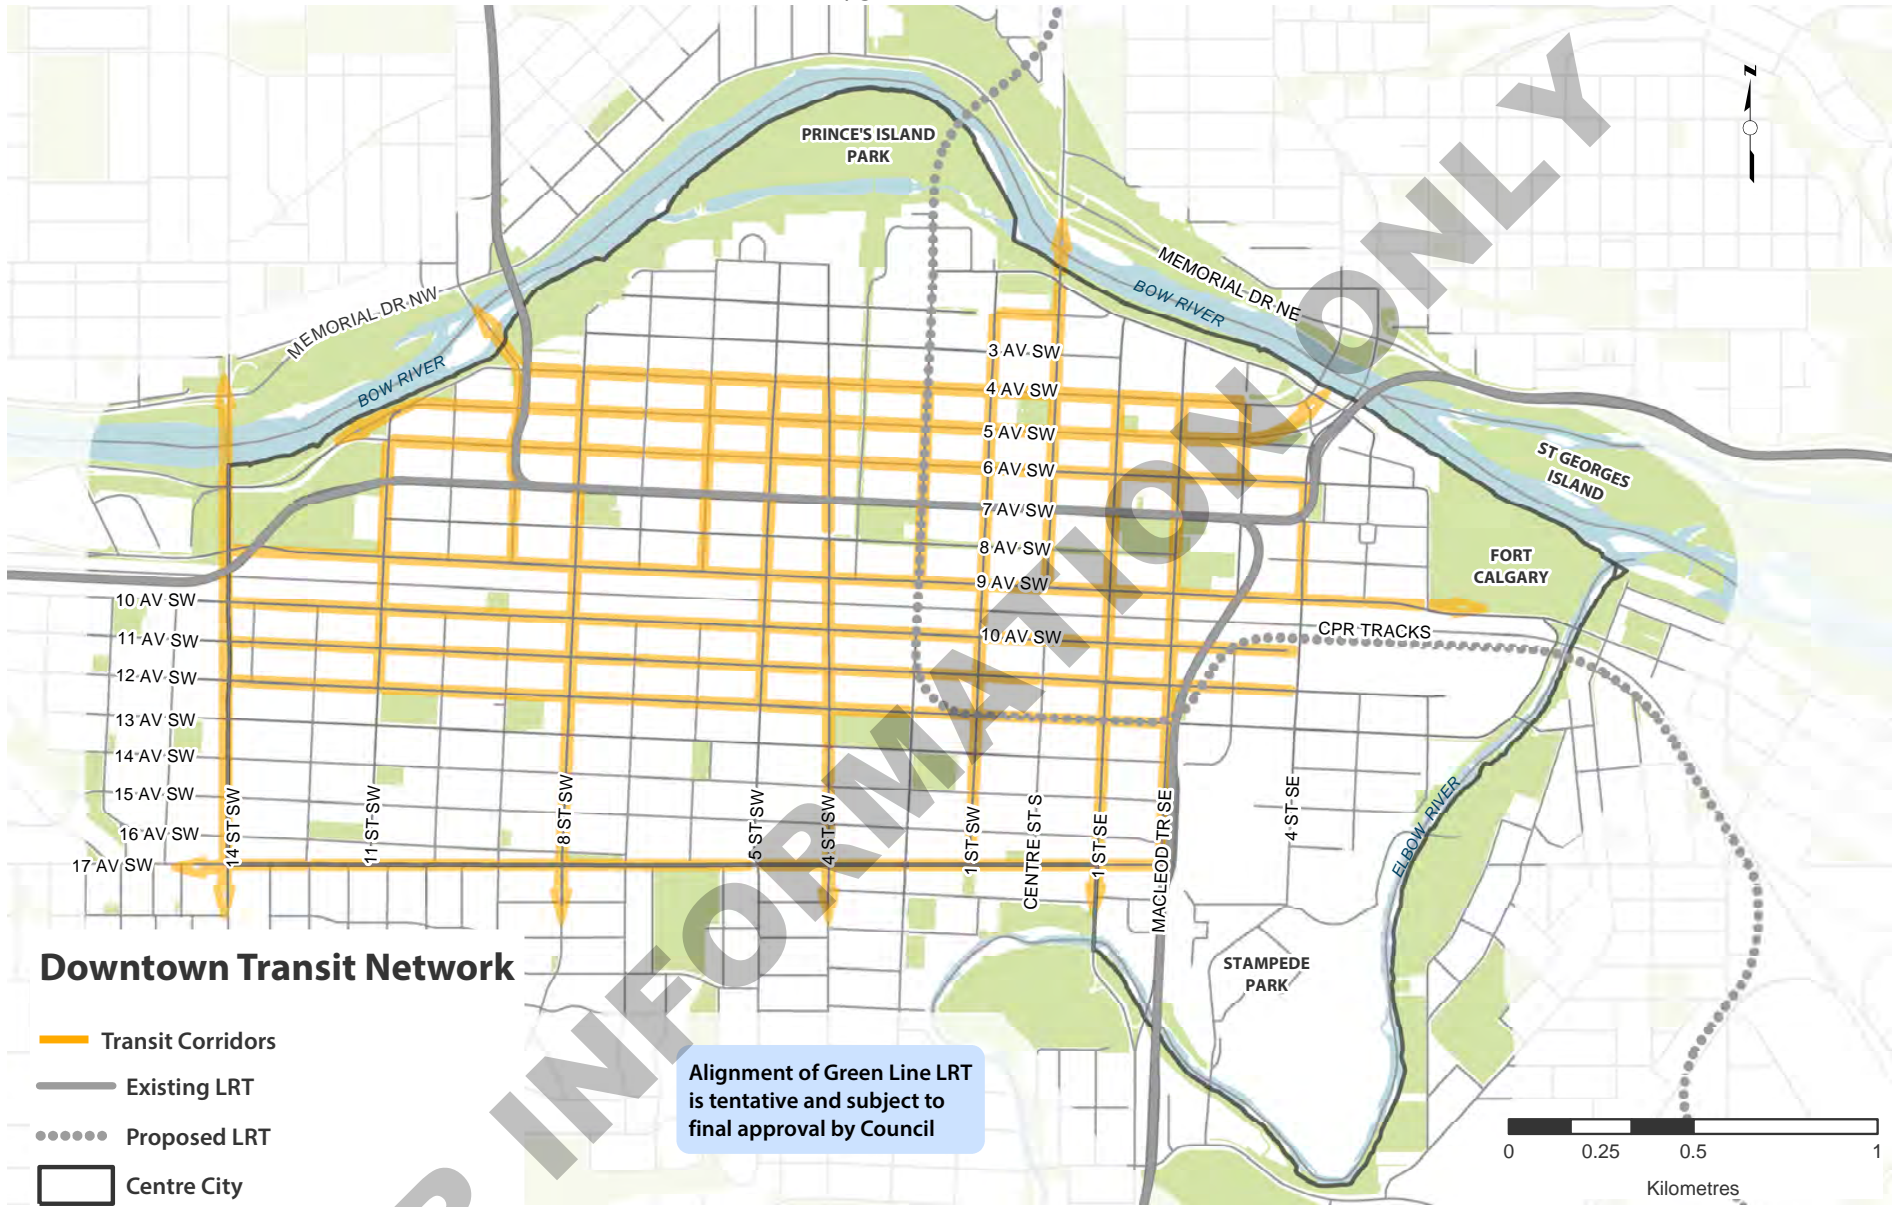 PRINCE'S ISLAND
PARK
MEMORIAL DR NE
BOW RIVER
MEMORIAL DR NW
BOW RIVER
3 AV SW
4 AV SW
5 AV SW
6 AV SW
7 AV SW
8 AV SW
9 AV SW
10 AV SW
ST GEORGES
ISLAND
FORT
CALGARY
CPR TRACKS
10 AV SW
11 AV SW
12 AV SW
13 AV SW
14 AV SW
15 AV SW
16 AV SW
17 AV SW
14 ST SW
11 ST SW
8 ST SW
5 ST SW
4 ST SW
1 ST SW
CENTRE ST S
1 ST SE
MACLEOD TR SE
4 ST SE
ELBOW RIVER
STAMPEDE
PARK
INFORMATION ONLY
Downtown Transit Network
Transit Corridors
Existing LRT
Proposed LRT
Centre City
Alignment of Green Line LRT
is tentative and subject to
final approval by Council
0 0.25 0.5 1
Kilometres